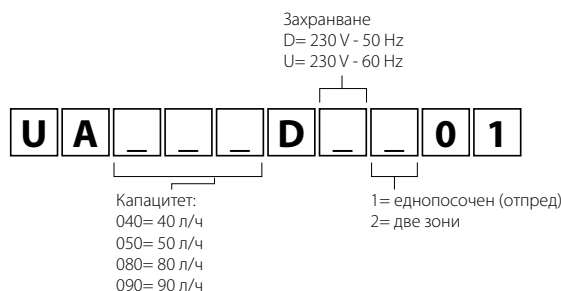 Захранване
D= 230 V - 50 Hz
U= 230 V - 60 Hz
U A _ _ _ D _ _ 0 1
Капацитет:
040= 40 л/ч
050= 50 л/ч
080= 80 л/ч
090= 90 л/ч
1= еднопосочен (отпред)
2= две зони